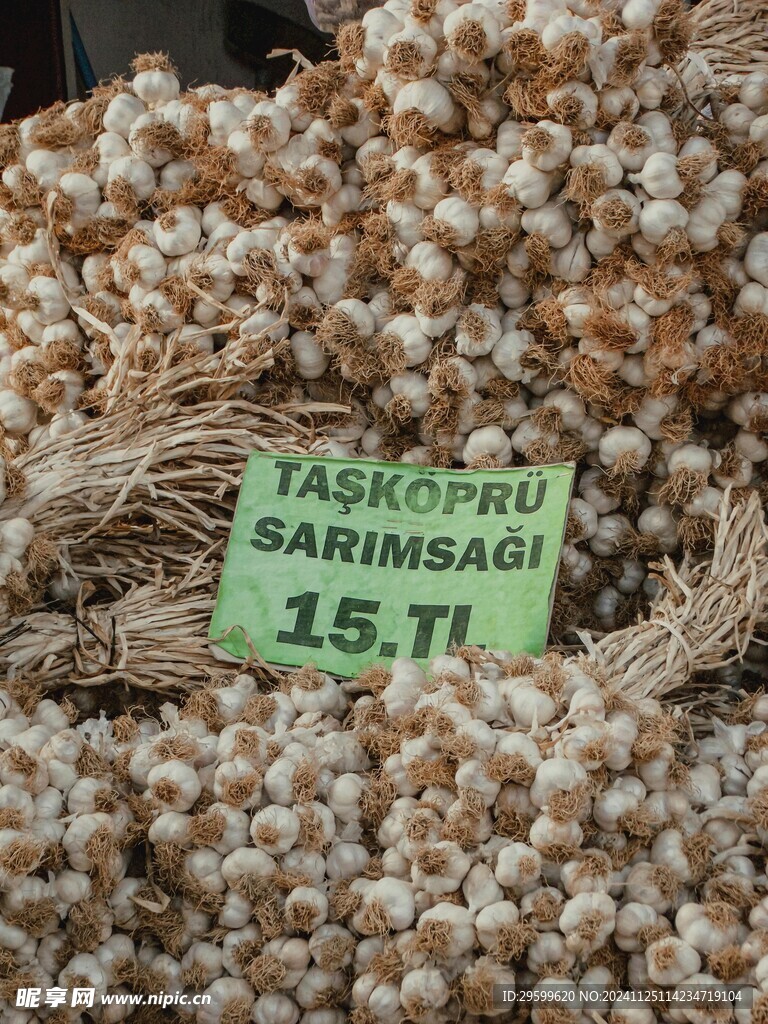 TAŞKÖPRÜ
SARIMSAĞI
15.TL
昵享网 www.nipic.cn
ID:29599620 NO:20241125114234719104